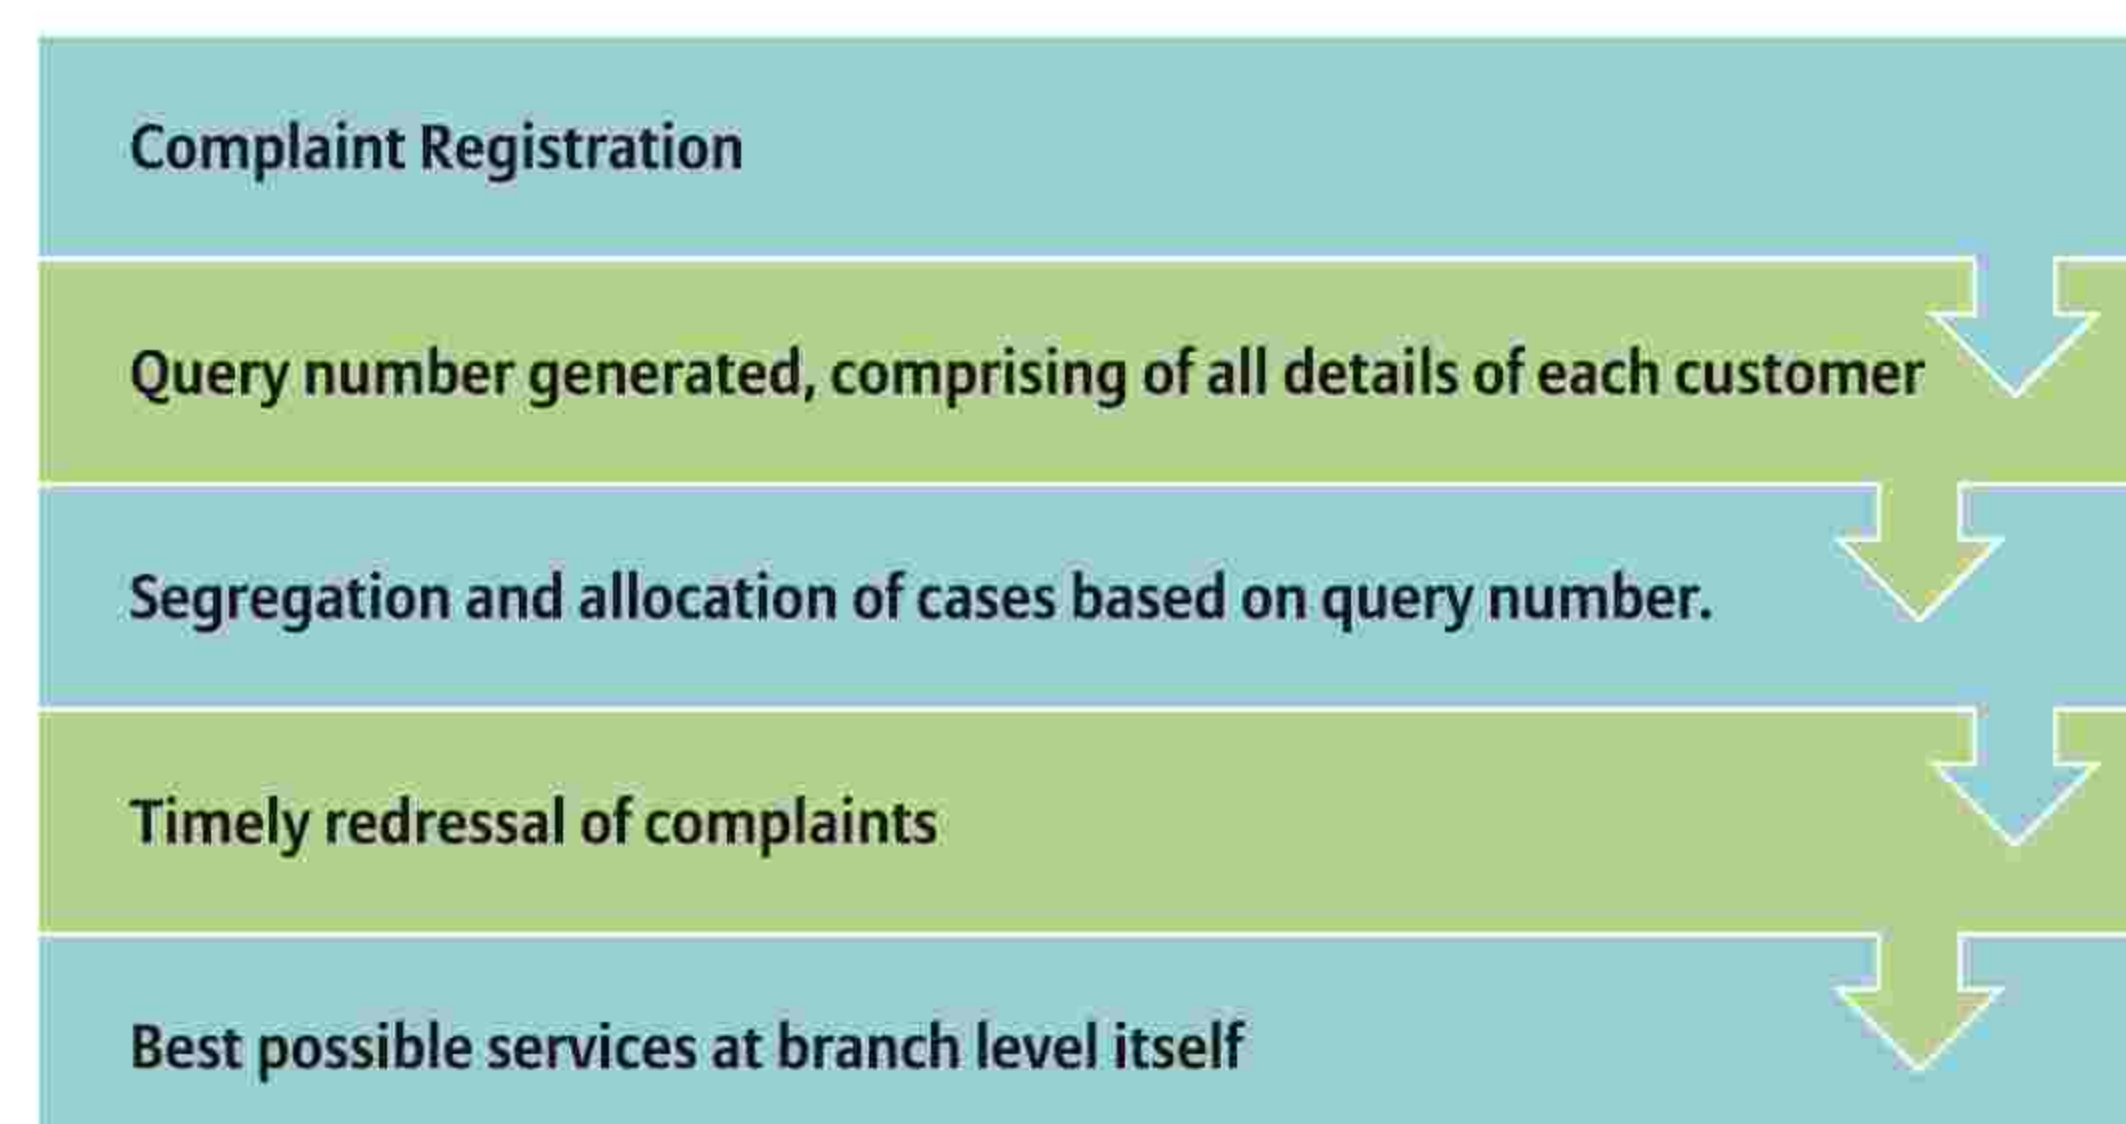 Complaint Registration
Query number generated, comprising of all details of each customer
Segregation and allocation of cases based on query number.
Timely redressal of complaints
Best possible services at branch level itself